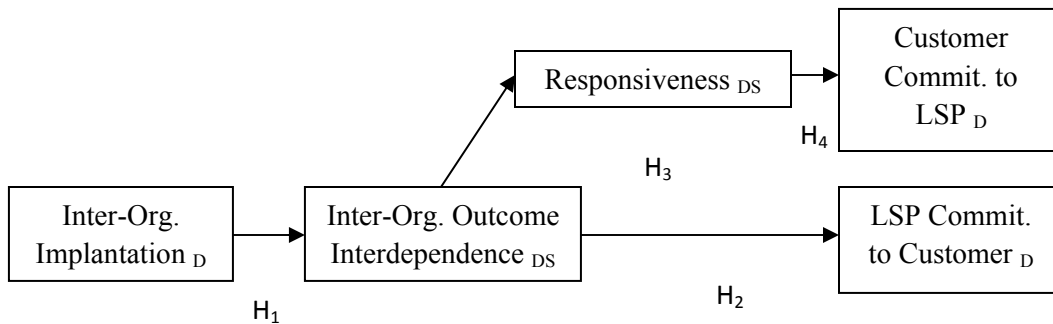 Customer
Commit. to
LSP D
Responsiveness DS
H4
H3
Inter-Org.
Implantation D
Inter-Org. Outcome
Interdependence DS
LSP Commit.
to Customer D
H1
H2